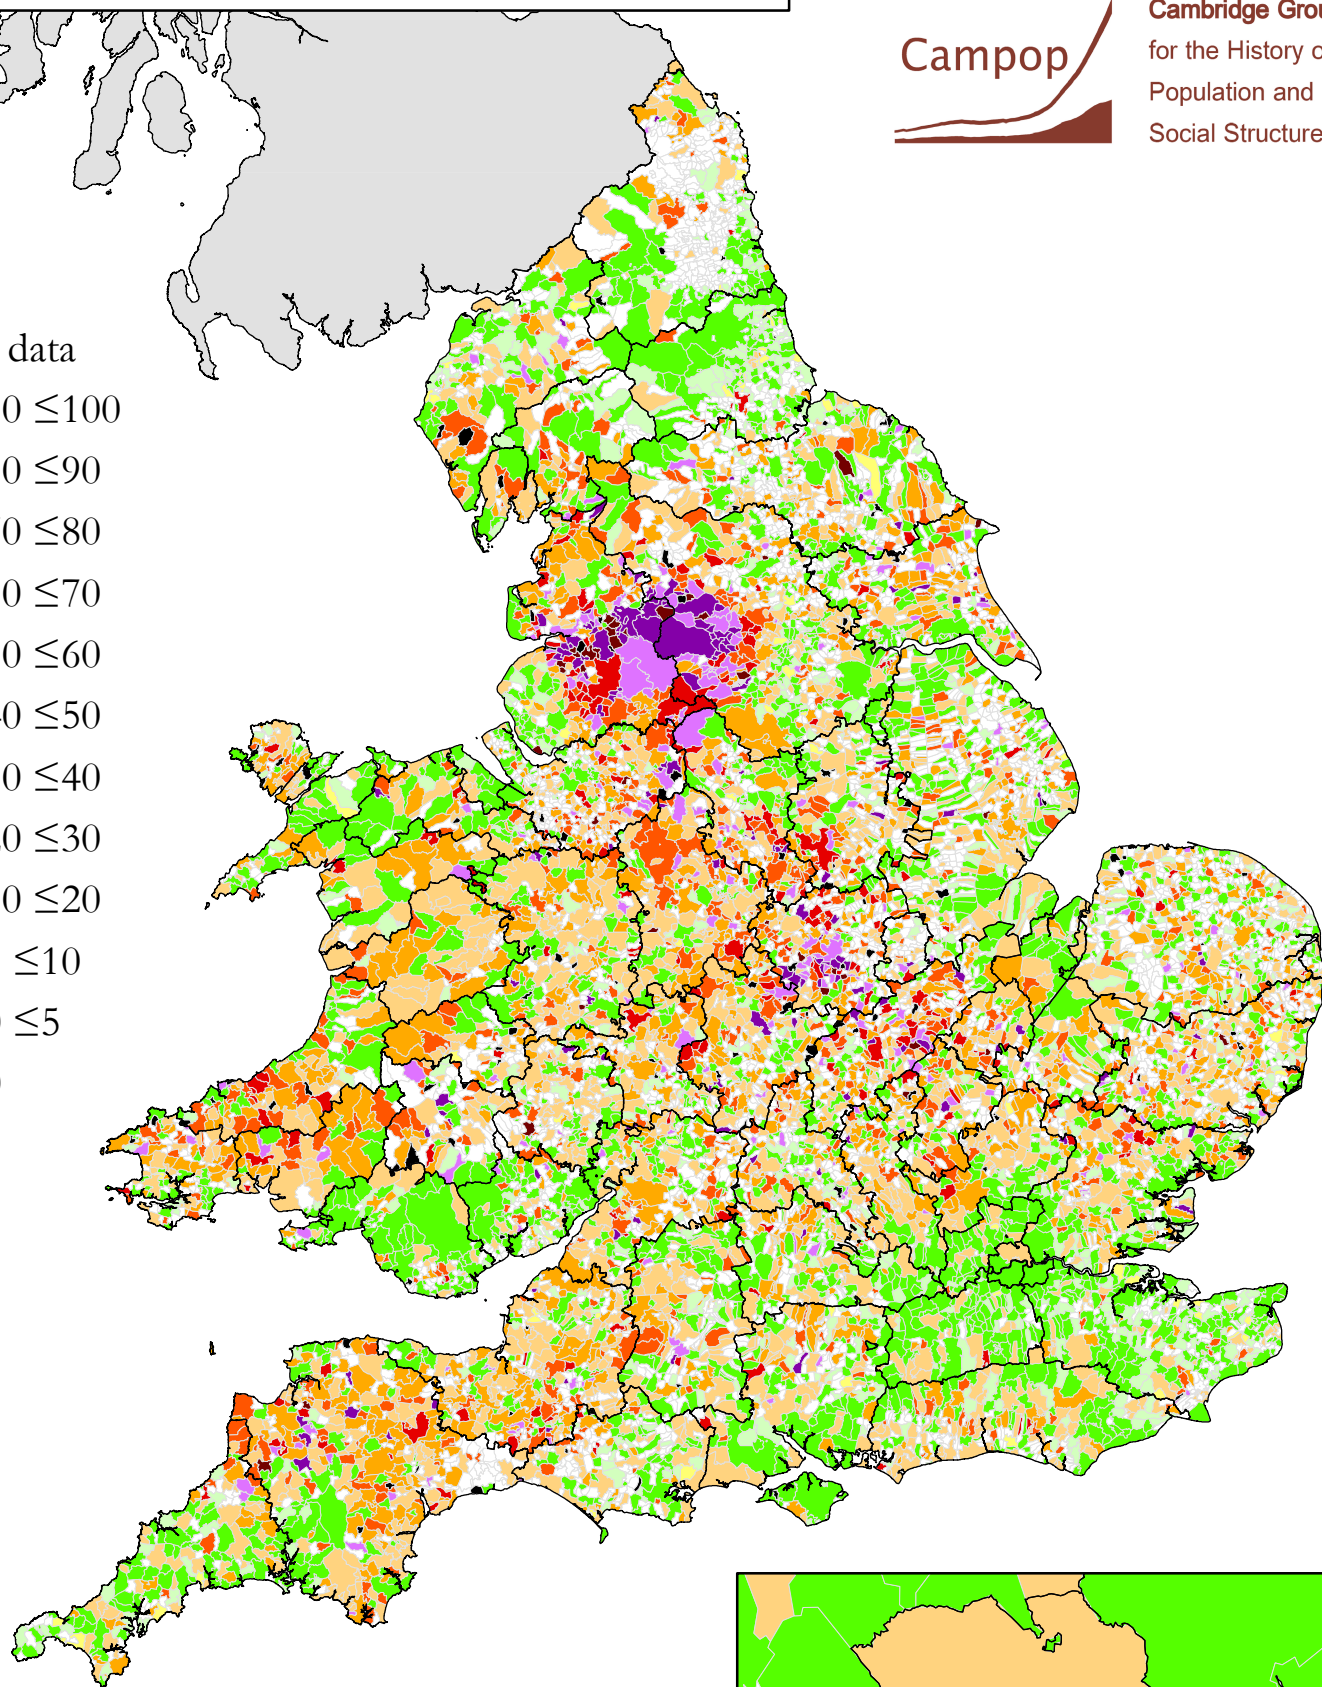 Campop
Cambridge Grou
for the History o
Population and
Social Structure
data
0 ≤100
0 ≤90
0 ≤80
0 ≤70
0 ≤60
0 ≤50
0 ≤40
0 ≤30
0 ≤20
≤10
≤5